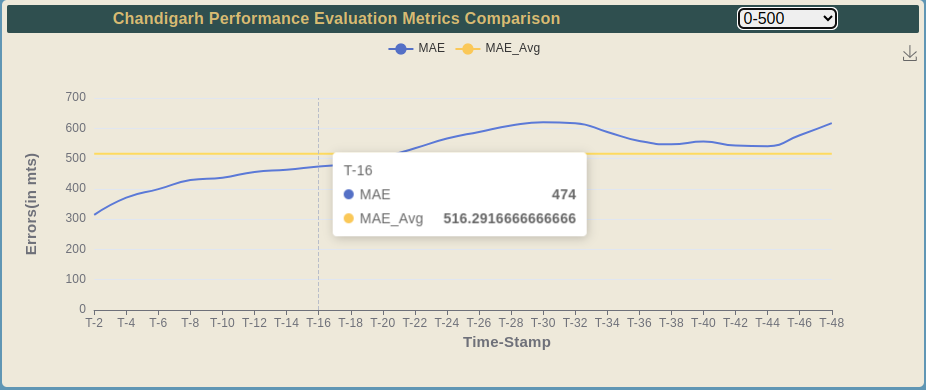 Chandigarh Performance Evaluation Metrics Comparison
0-500
MAE MAE_Avg
700
600
500
400
300
200
100
0
Errors(in mts)
T-16
MAE 474
MAE_Avg 516.2916666666666
T-2 T-4 T-6 T-8 T-10 T-12 T-14 T-16 T-18 T-20 T-22 T-24 T-26 T-28 T-30 T-32 T-34 T-36 T-38 T-40 T-42 T-44 T-46 T-48
Time-Stamp